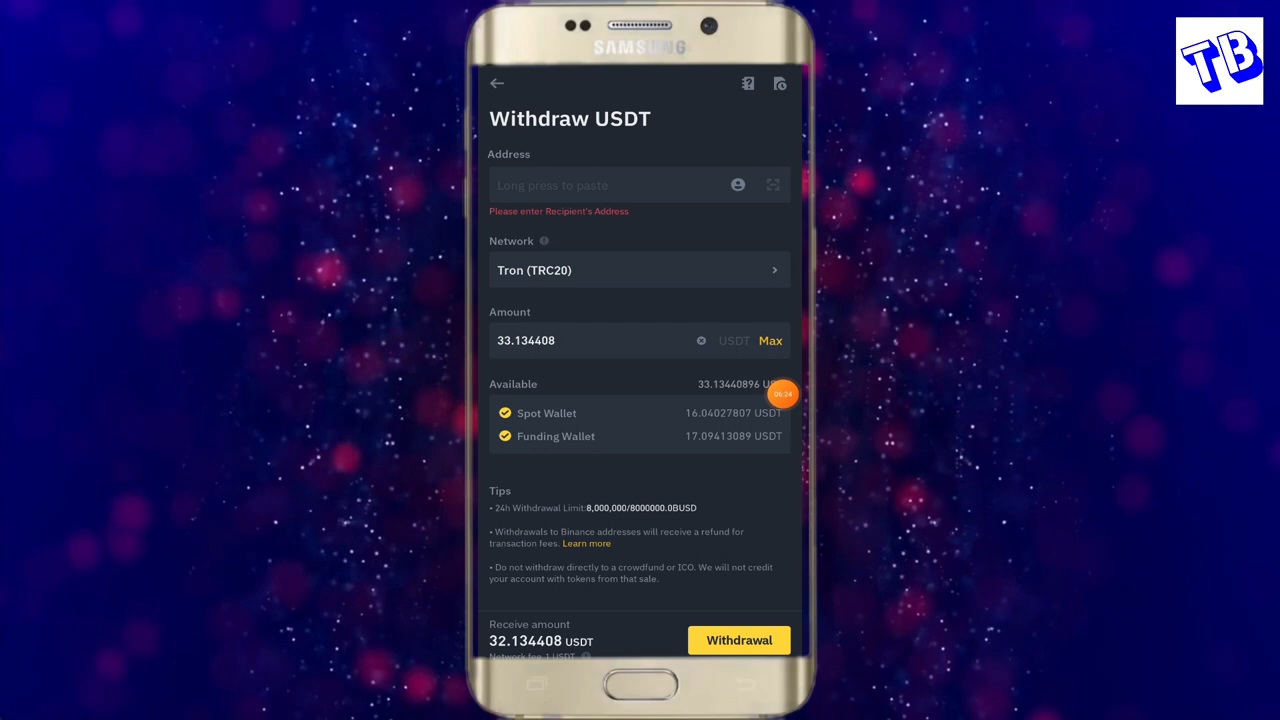 SAMSUNG
TB
Withdraw USDT
Address
Long press to paste
Please enter Recipient's Address
Network
Tron (TRC20)
Amount
33.134408 USDT Max
Available 33.13440896
06:24
Spot Wallet 16.04027807 USDT
Funding Wallet 17.09413089 USDT
Tips
• 24h Withdrawal Limit:8,000,000/8000000.0BUSD
• Withdrawals to Binance addresses will receive a refund for
transaction fees. Learn more
• Do not withdraw directly to a crowdfund or ICO. We will not credit
your account with tokens from that sale.
Receive amount
32.134408 USDT
Withdrawal
Network fee 1 USDT